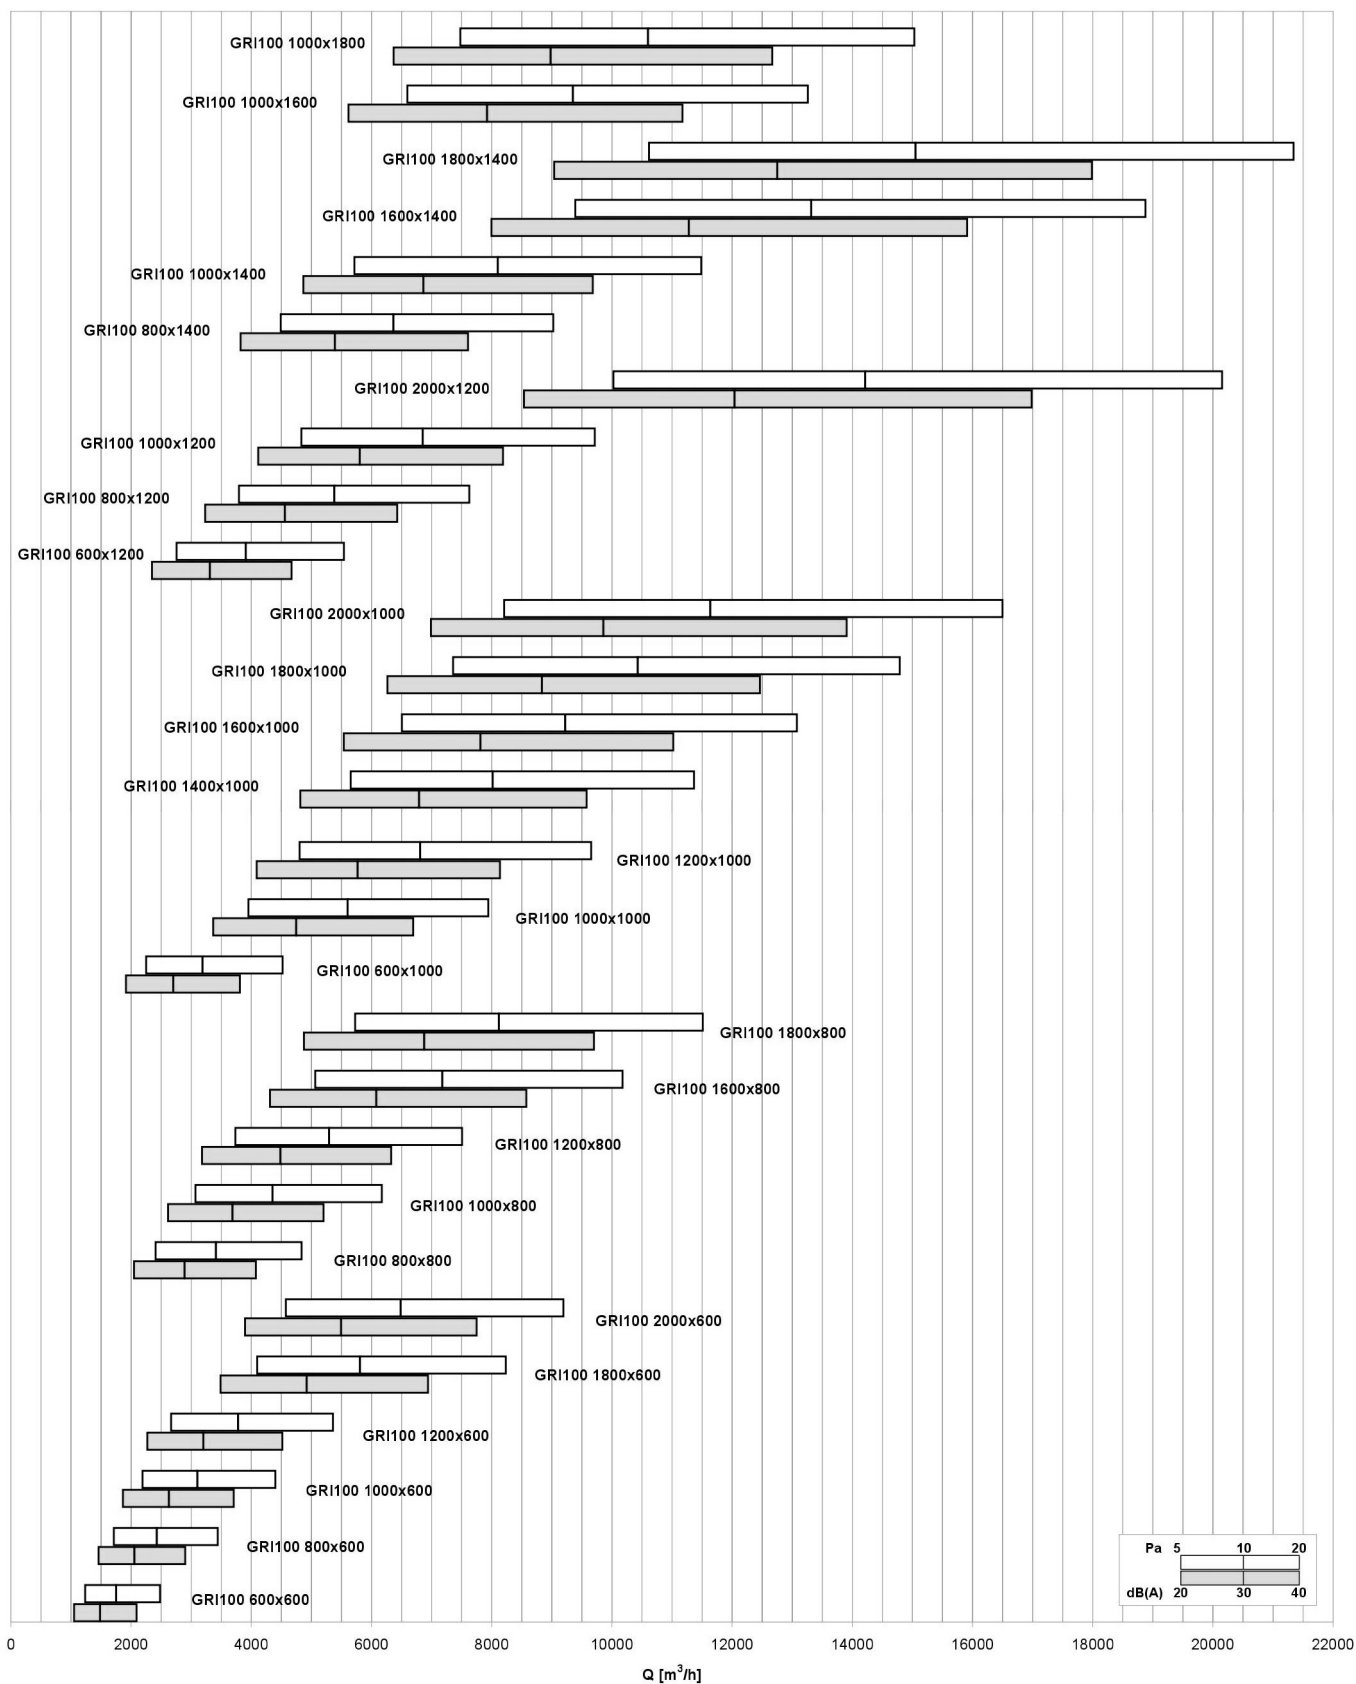 GRI100 1000x1800
GRI100 1000x1600
GRI100 1800x1400
GRI100 1600x1400
GRI100 1000x1400
GRI100 800x1400
GRI100 2000x1200
GRI100 1000x1200
GRI100 800x1200
GRI100 600x1200
GRI100 2000x1000
GRI100 1800x1000
GRI100 1600x1000
GRI100 1400x1000
GRI100 1200x1000
GRI100 1000x1000
GRI100 600x1000
GRI100 1800x800
GRI100 1600x800
GRI100 1200x800
GRI100 1000x800
GRI100 800x800
GRI100 2000x600
GRI100 1800x600
GRI100 1200x600
GRI100 1000x600
GRI100 800x600
GRI100 600x600
Pa 5 10 20
dB(A) 20 30 40
0 2000 4000 6000 8000 10000 12000 14000 16000 18000 20000 22000
Q [m³/h]